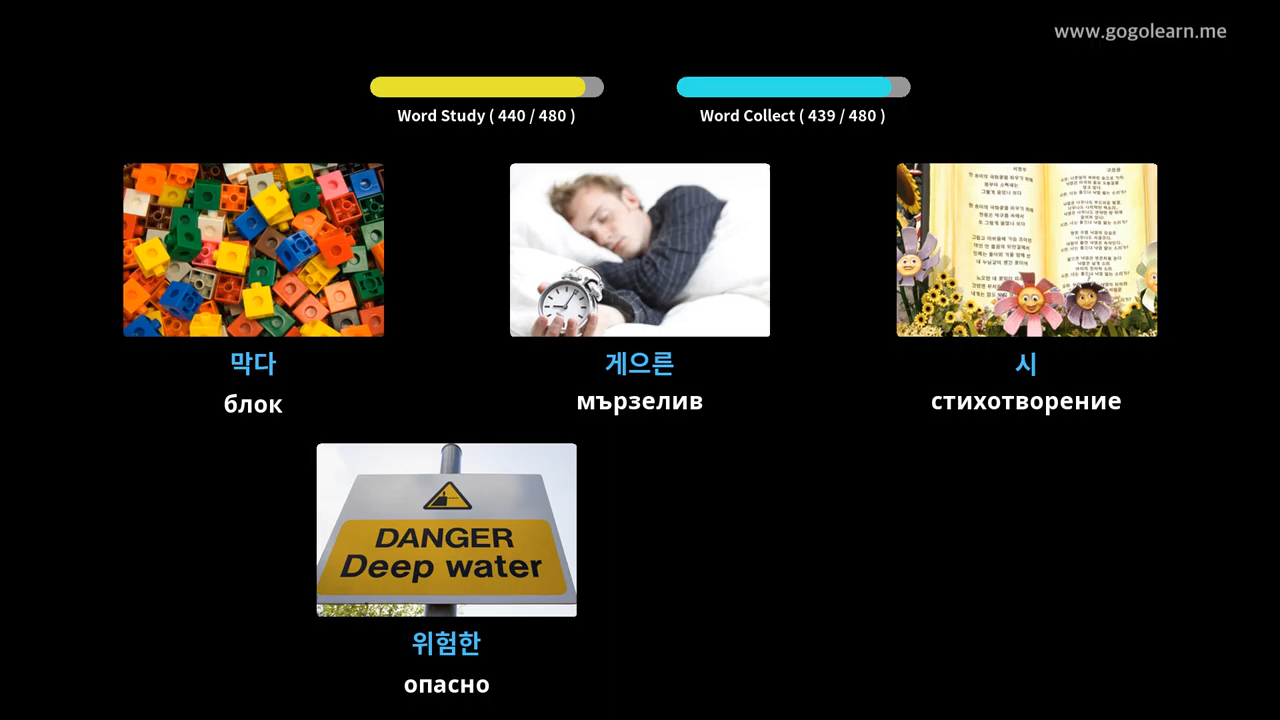 www.gogolearn.me
Word Study ( 440 / 480 )
Word Collect ( 439 / 480 )
막다
блок
게으른
мързелив
시
стихотворение
DANGER
Deep water
위험한
опасно